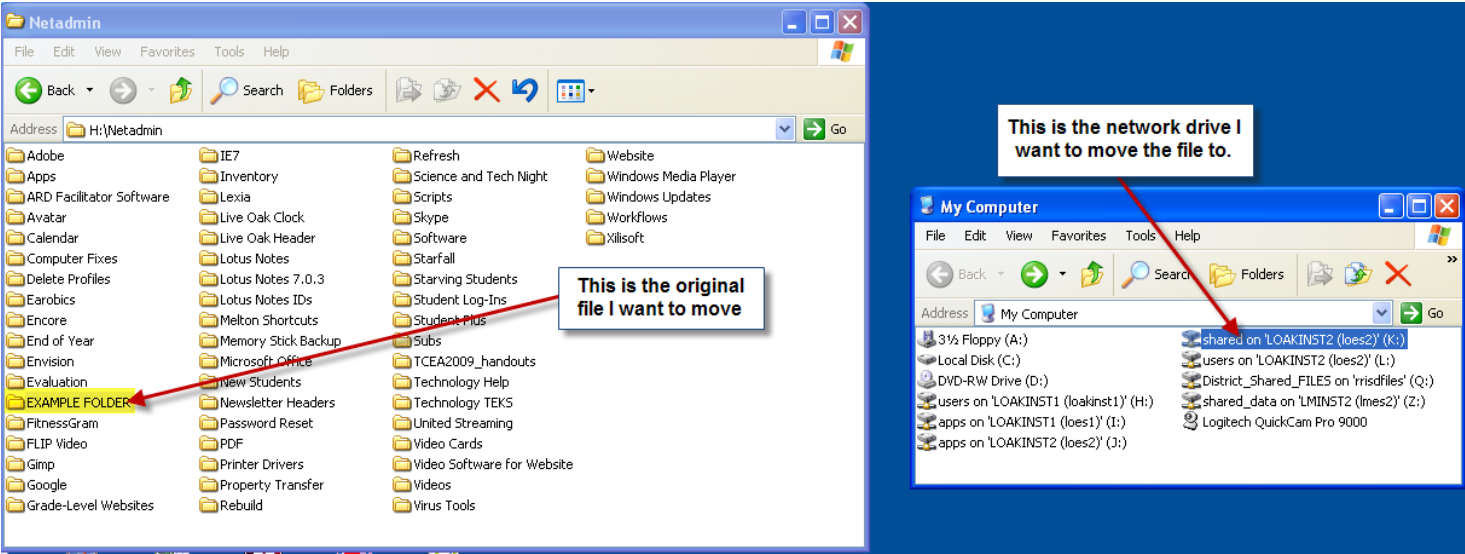 Netadmin
File Edit View Favorites Tools Help
Back Search Folders
Address H:\Netadmin Go
Adobe IE7 Refresh Website
Apps Inventory Science and Tech Night Windows Media Player
ARD Facilitator Software Lexia Scripts Windows Updates
Avatar Live Oak Clock Skype Workflows
Calendar Live Oak Header Software Xilisoft
Computer Fixes Lotus Notes Starfall
Delete Profiles Lotus Notes 7.0.3 Starving Students
Earobics Lotus Notes IDs Student Log-Ins
Encore Melton Shortcuts Student Plus
End of Year Memory Stick Backup Subs
Envision Microsoft Office TCEA2009_handouts
Evaluation New Students Technology Help
EXAMPLE FOLDER Newsletter Headers Technology TEKS
FitnessGram Password Reset United Streaming
FLIP Video PDF Video Cards
Gimp Printer Drivers Video Software for Website
Google Property Transfer Videos
Grade-Level Websites Rebuild Virus Tools
This is the original
file I want to move
This is the network drive I
want to move the file to.
My Computer
File Edit View Favorites Tools Help
Back Search Folders »
Address My Computer Go
3½ Floppy (A:) shared on 'LOAKINST2 (loes2)' (K:)
Local Disk (C:) users on 'LOAKINST2 (loes2)' (L:)
DVD-RW Drive (D:) District_Shared_FILES on 'rrisdfiles' (Q:)
users on 'LOAKINST1 (loakinst1)' (H:) shared_data on 'LMINST2 (lmes2)' (Z:)
apps on 'LOAKINST1 (loes1)' (I:) Logitech QuickCam Pro 9000
apps on 'LOAKINST2 (loes2)' (J:)